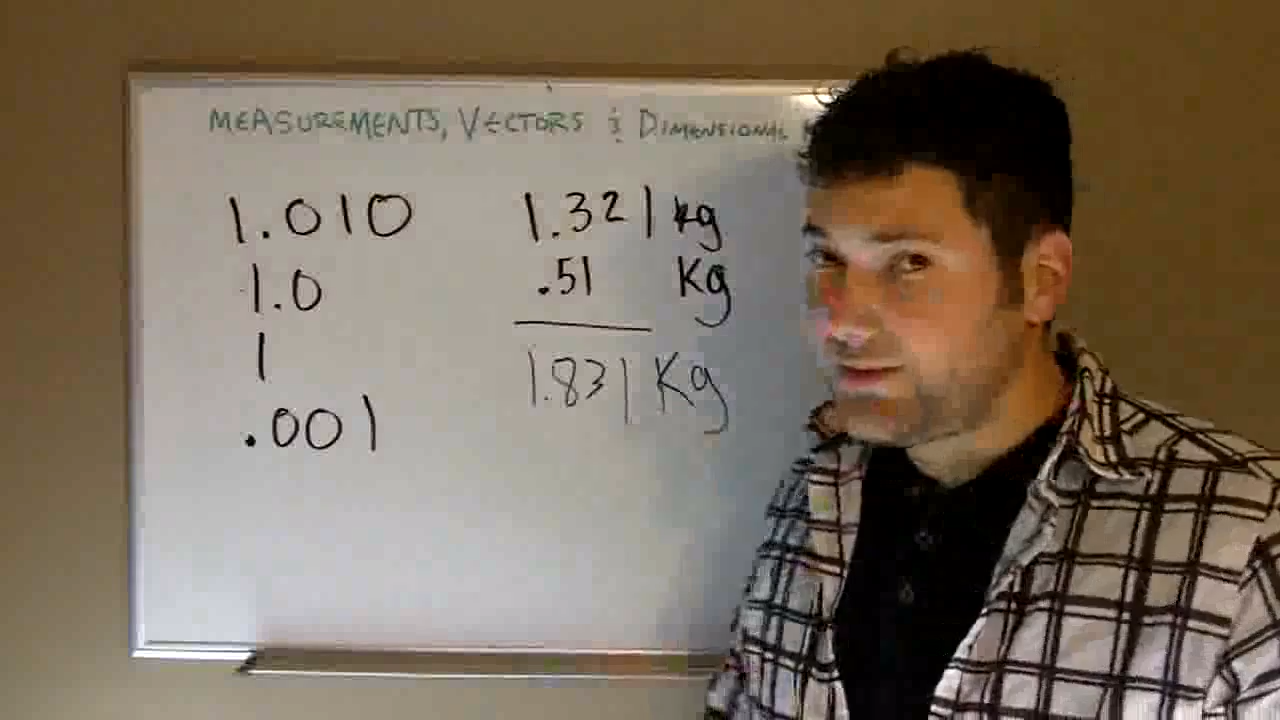 MEASUREMENTS, VECTORS & DIMENSIONAL
1.010
1.0
1
.001
1.321 kg
.51 Kg
1.831 Kg